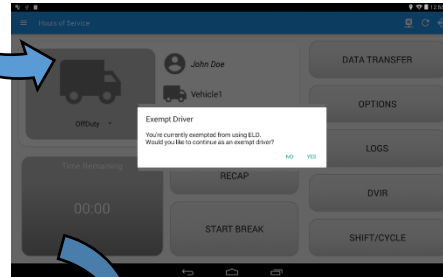 Hours of Service
John Doe
DATA TRANSFER
Vehicle1
OPTIONS
OffDuty
Exempt Driver
You're currently exempted from using ELD.
Would you like to continue as an exempt driver?
NO YES
LOGS
Time Remaining
RECAP
DVIR
00:00
START BREAK
SHIFT/CYCLE